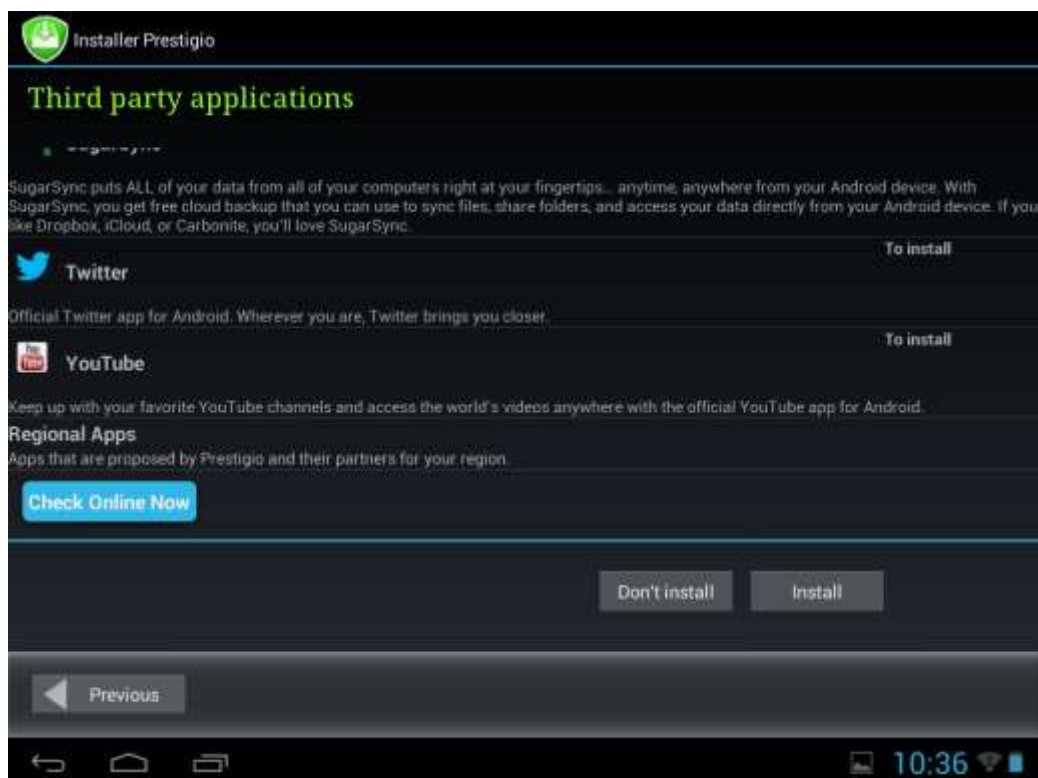 Installer Prestigio
Third party applications
SugarSync
SugarSync puts ALL of your data from all of your computers right at your fingertips... anytime, anywhere from your Android device. With
SugarSync, you get free cloud backup that you can use to sync files, share folders, and access your data directly from your Android device. If you
like Dropbox, iCloud, or Carbonite, you'll love SugarSync.
To install
Twitter
Official Twitter app for Android. Wherever you are, Twitter brings you closer.
To install
YouTube
Keep up with your favorite YouTube channels and access the world's videos anywhere with the official YouTube app for Android.
Regional Apps
Apps that are proposed by Prestigio and their partners for your region.
Check Online Now
Don't install
Install
Previous
10:36